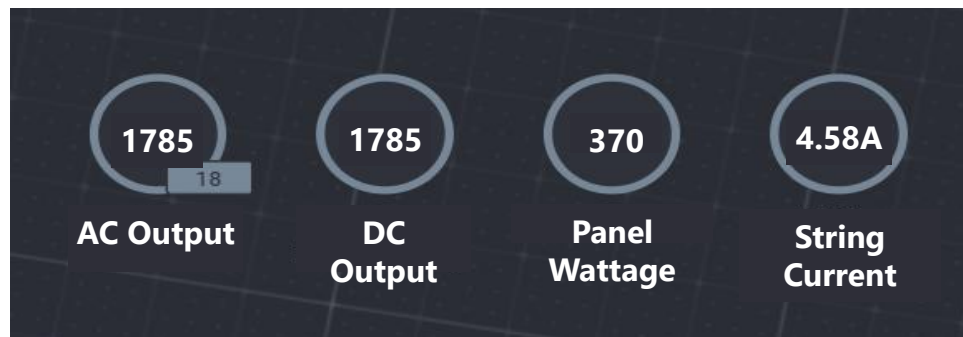 1785
1785
370
4.58A
18
AC Output
DC
Output
Panel
Wattage
String
Current